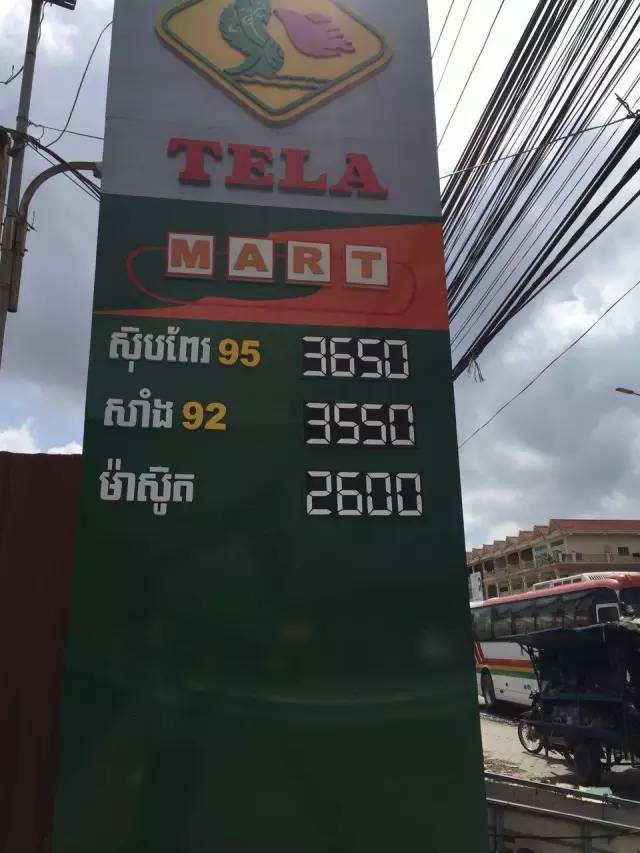 TELA
MART
ស៊ុបពែរ 95 3650
សាំង 92 3550
ម៉ាស៊ូត 2600